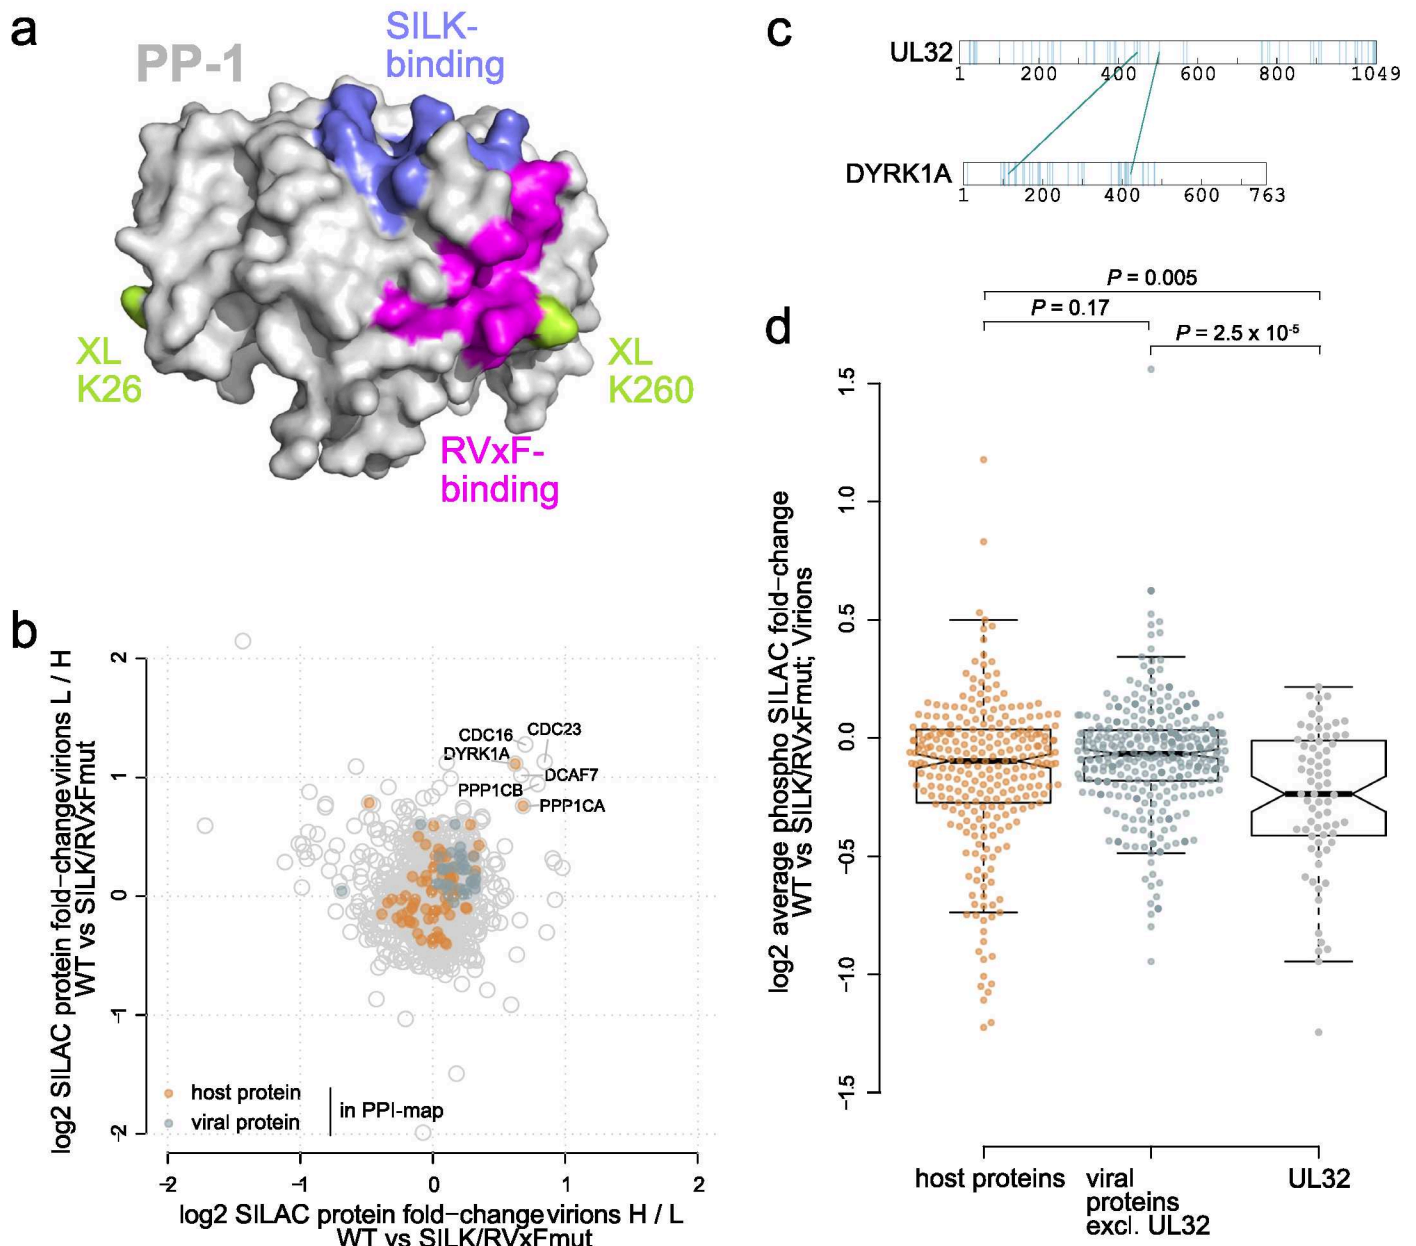 a
PP-1
SILK-
binding
XL
K26
XL
K260
RVxF-
binding
b
log2 SILAC protein fold-change virions L / H
WT vs SILK/RVxFmut
2
1
0
-1
-2
CDC16
CDC23
DYRK1A
DCAF7
PPP1CB
PPP1CA
host protein
viral protein
in PPI-map
-2 -1 0 1 2
log2 SILAC protein fold-change virions H / L
WT vs SILK/RVxFmut
c
UL32
1 200 400 600 800 1049
DYRK1A
1 200 400 600 763
d
P = 0.005
P = 0.17
P = 2.5 x 10⁻⁵
log2 average phospho SILAC fold-change
WT vs SILK/RVxFmut; Virions
1.5
1.0
0.5
0.0
-0.5
-1.0
-1.5
host proteins
viral
proteins
excl. UL32
UL32